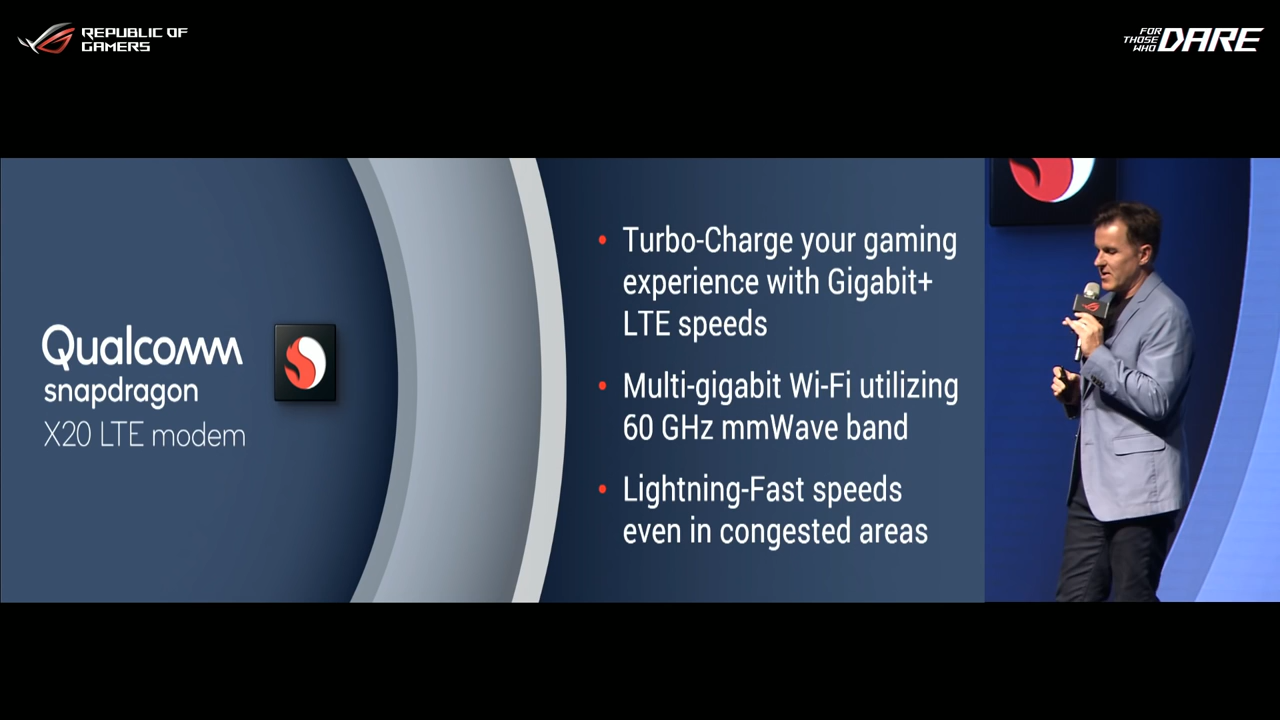 REPUBLIC OF
GAMERS
FOR
THOSE
WHO
DARE
Qualcomm
snapdragon
X20 LTE modem
• Turbo-Charge your gaming
experience with Gigabit+
LTE speeds
• Multi-gigabit Wi-Fi utilizing
60 GHz mmWave band
• Lightning-Fast speeds
even in congested areas